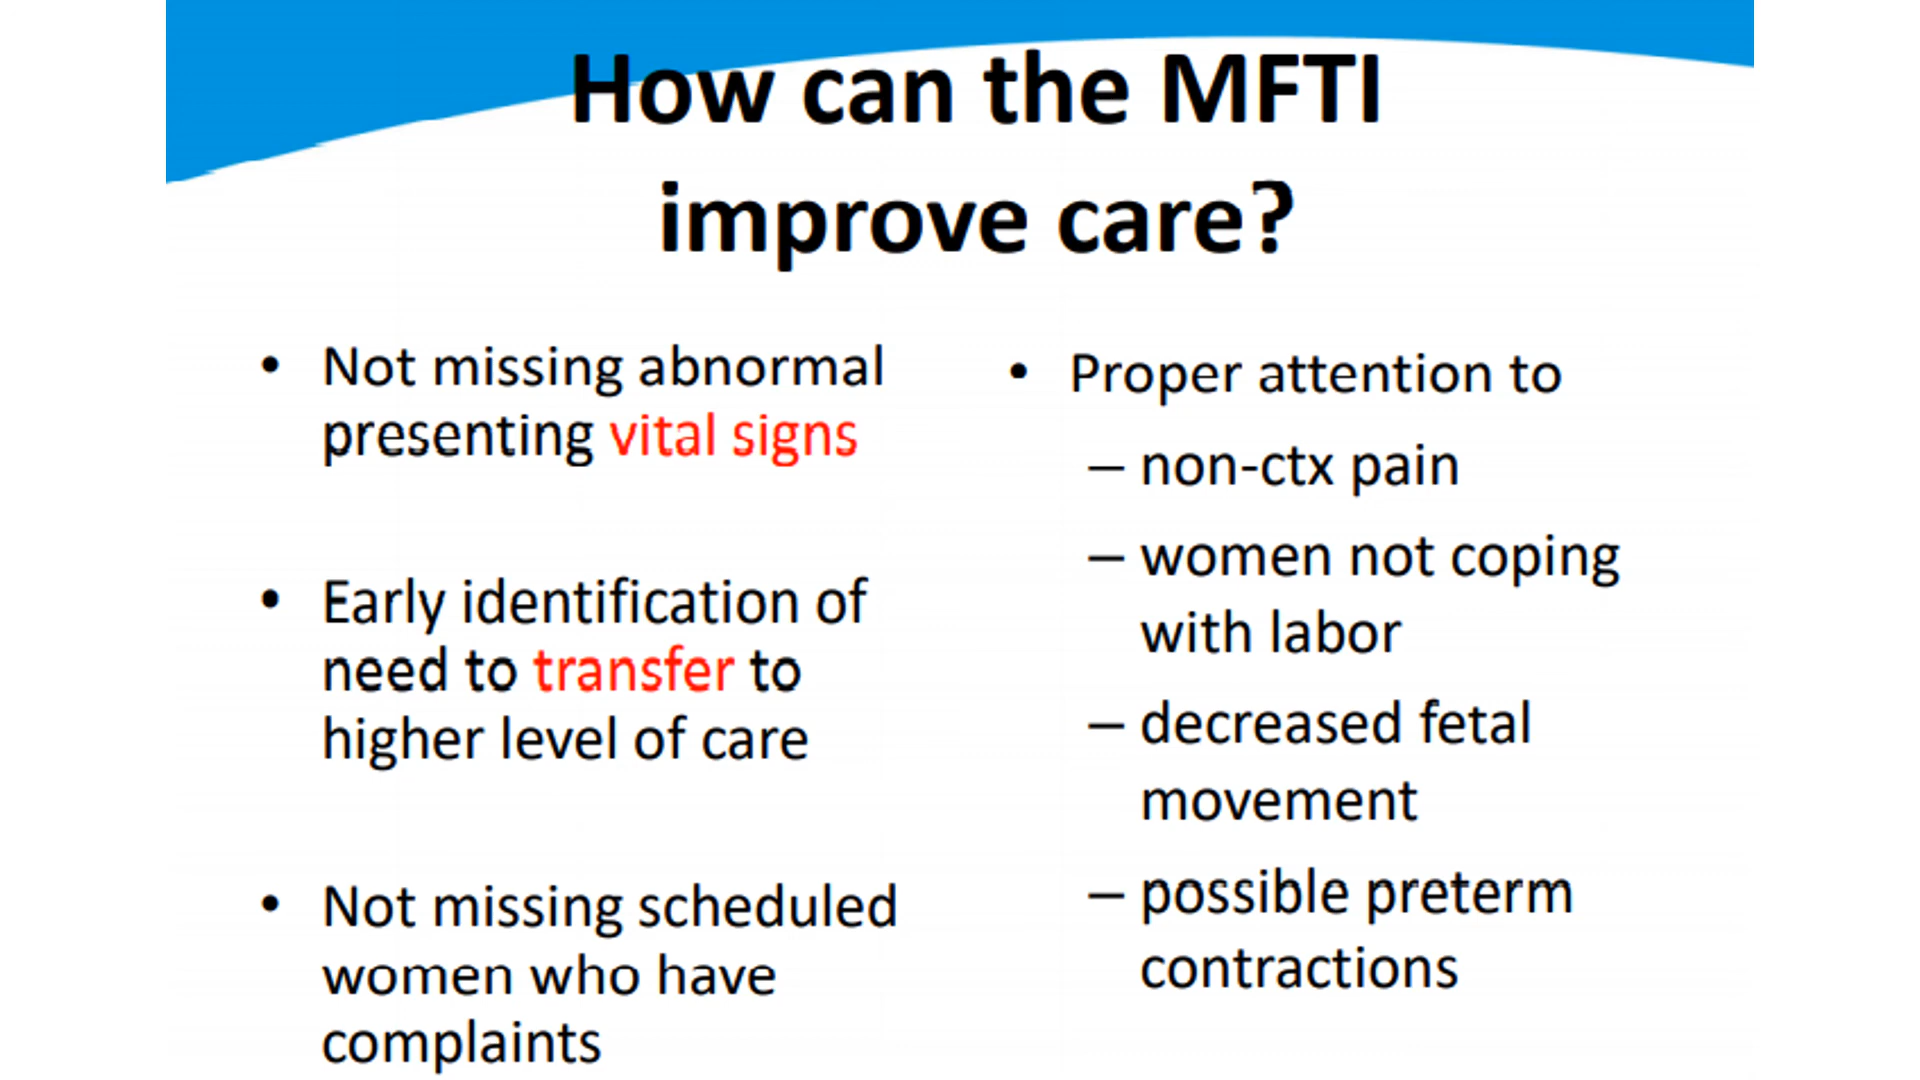 How can the MFTI
improve care?
• Not missing abnormal
presenting vital signs
• Early identification of
need to transfer to
higher level of care
• Not missing scheduled
women who have
complaints
• Proper attention to
– non-ctx pain
– women not coping
with labor
– decreased fetal
movement
– possible preterm
contractions